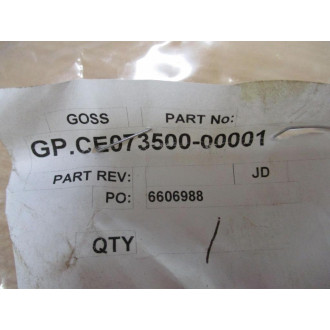 GOSS PART No:
GP.CE073500-00001
PART REV: JD
PO: 6606988
QTY /